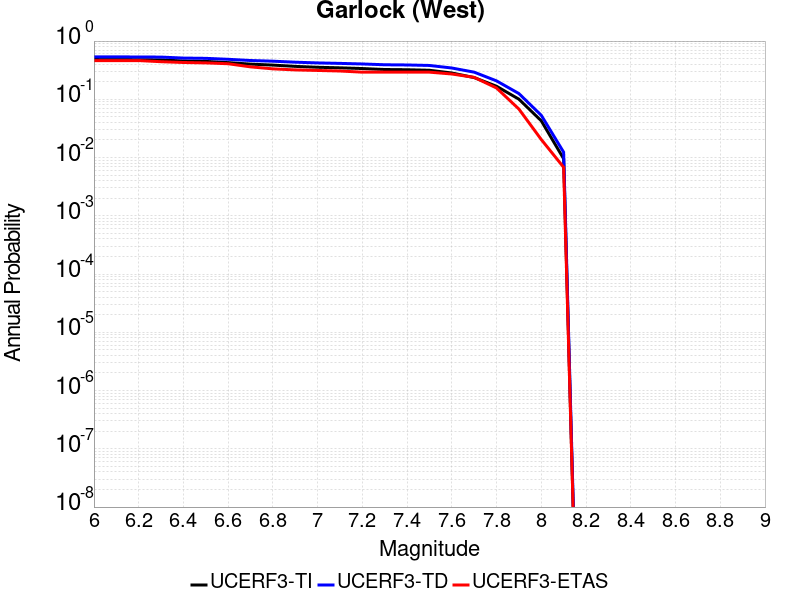 Garlock (West)
10^0
10^-1
10^-2
10^-3
10^-4
10^-5
10^-6
10^-7
10^-8
Annual Probability
6 6.2 6.4 6.6 6.8 7 7.2 7.4 7.6 7.8 8 8.2 8.4 8.6 8.8 9
Magnitude
UCERF3-TI UCERF3-TD UCERF3-ETAS